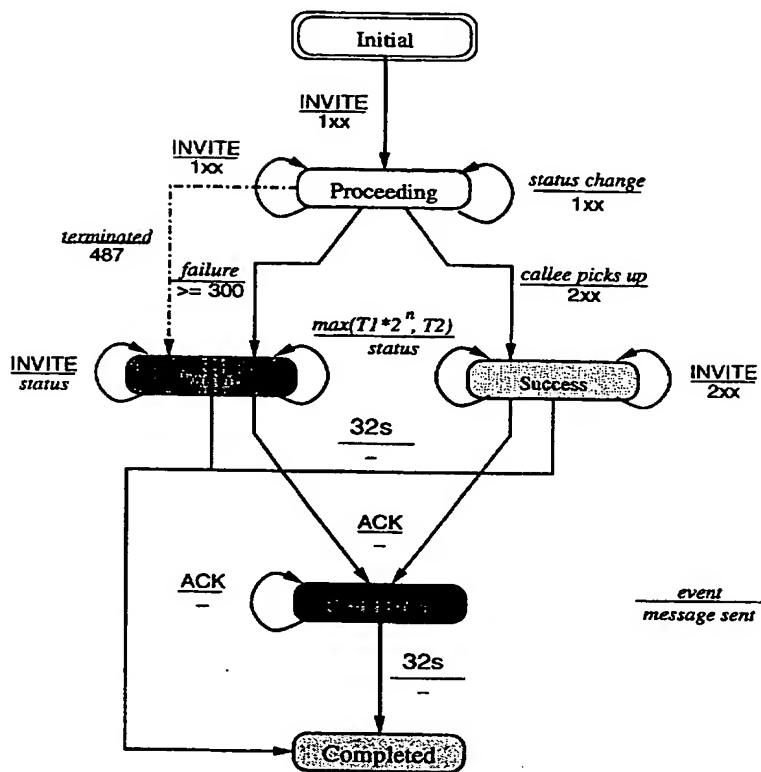 Initial
INVITE
1xx
INVITE
1xx
Proceeding
status change
1xx
terminated
487
failure
>= 300
callee picks up
2xx
max(T1*2^n, T2)
status
INVITE
status
Success
INVITE
2xx
32s
–
ACK
–
ACK
–
event
message sent
32s
–
Completed